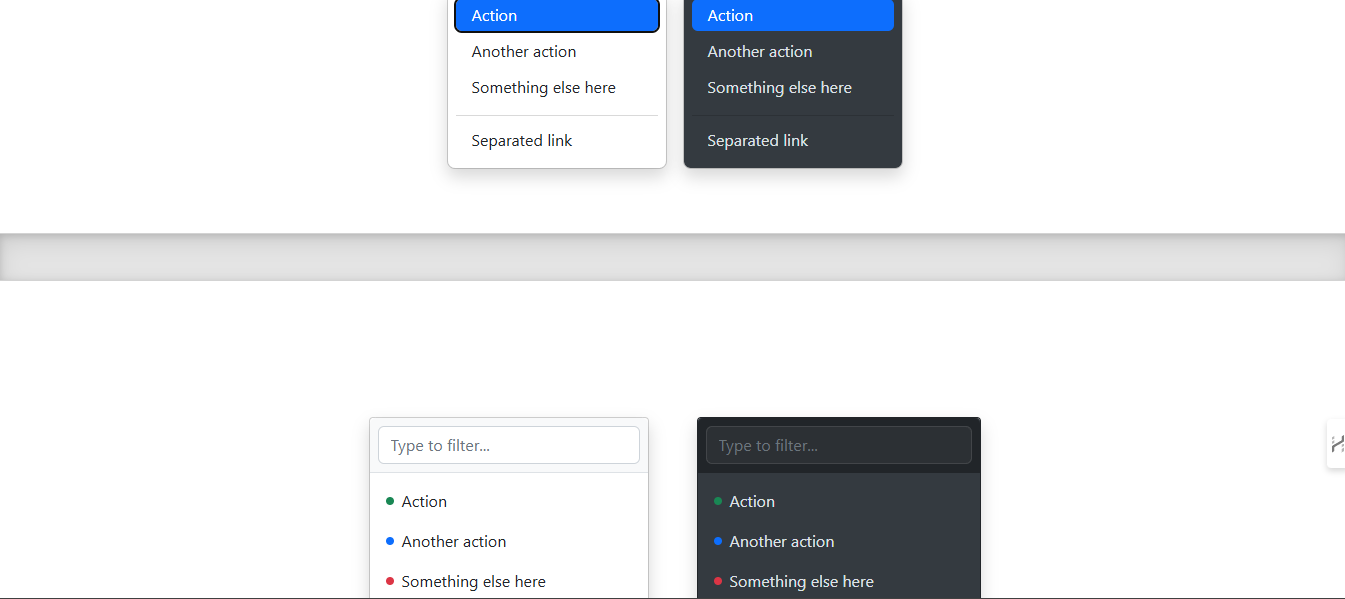 Action
Another action
Something else here
Separated link
Action
Another action
Something else here
Separated link
Type to filter...
Action
Another action
Something else here
Type to filter...
Action
Another action
Something else here